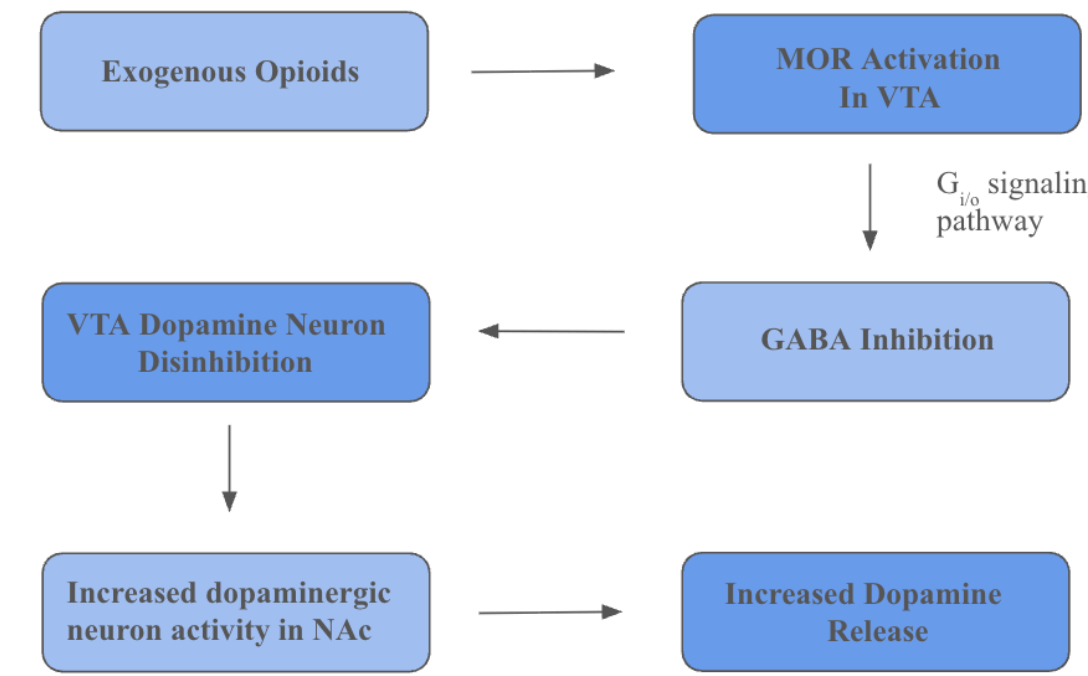 Exogenous Opioids
MOR Activation
In VTA
G i/o signalin
pathway
GABA Inhibition
VTA Dopamine Neuron
Disinhibition
Increased dopaminergic
neuron activity in NAc
Increased Dopamine
Release